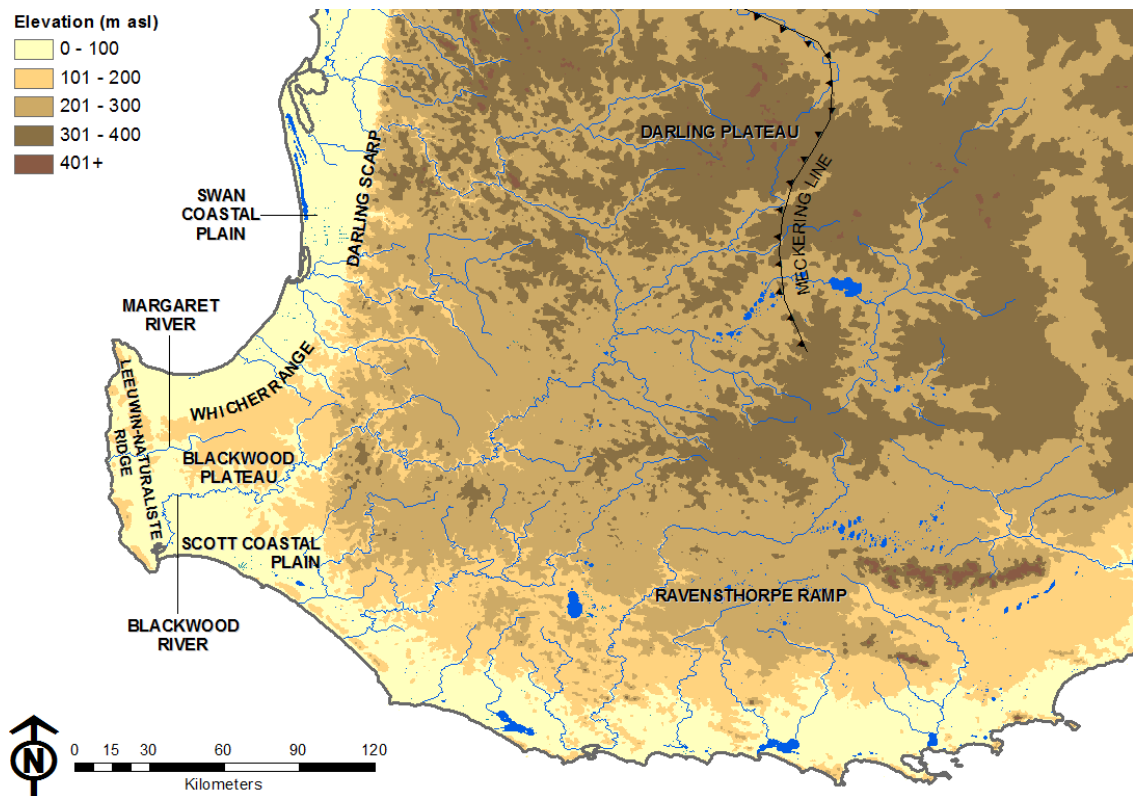 Elevation (m asl)
0 - 100
101 - 200
201 - 300
301 - 400
401+
DARLING PLATEAU
MECKERING LINE
DARLING SCARP
SWAN
COASTAL
PLAIN
MARGARET
RIVER
WHICHER RANGE
LEEUWIN-NATURALISTE
RIDGE
BLACKWOOD
PLATEAU
SCOTT COASTAL
PLAIN
BLACKWOOD
RIVER
RAVENSTHORPE RAMP
N
0 15 30 60 90 120
Kilometers